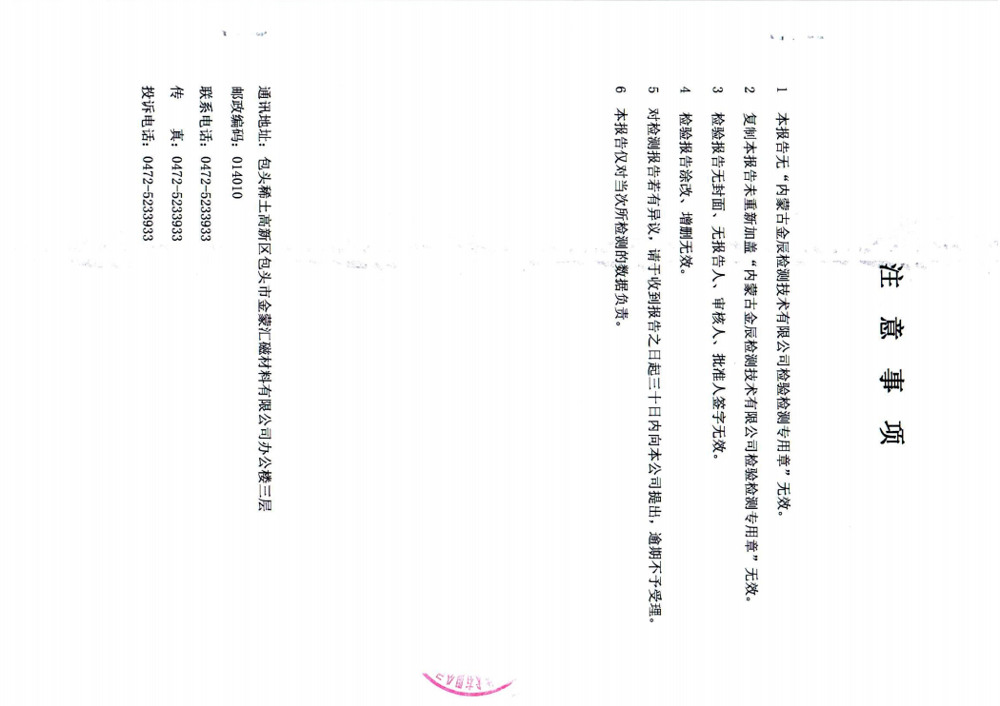 注 意 事 项
1 本报告无“内蒙古金辰检测技术有限公司检验检测专用章”无效。
2 复制本报告未重新加盖“内蒙古金辰检测技术有限公司检验检测专用章”无效。
3 检验报告无封面、无报告人、审核人、批准人签字无效。
4 检验报告涂改、增删无效。
5 对检测报告若有异议，请于收到报告之日起三十日内向本公司提出，逾期不予受理。
6 本报告仅对当次所检测的数据负责。
通讯地址：包头稀土高新区包头市金蒙汇磁材料有限公司办公楼三层
邮政编码：014010
联系电话：0472-5233933
传 真：0472-5233933
投诉电话：0472-5233933